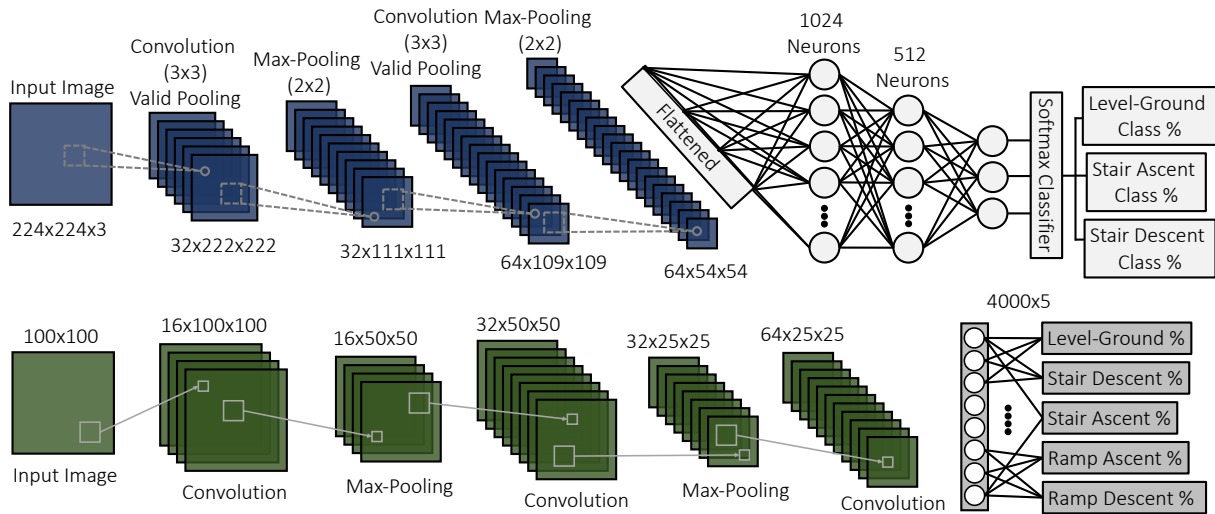 Input Image
224x224x3
Convolution
(3x3)
Valid Pooling
32x222x222
Max-Pooling
(2x2)
32x111x111
Convolution
(3x3)
Valid Pooling
64x109x109
Max-Pooling
(2x2)
64x54x54
Flattened
1024
Neurons
512
Neurons
Softmax Classifier
Level-Ground
Class %
Stair Ascent
Class %
Stair Descent
Class %
100x100
Input Image
16x100x100
Convolution
16x50x50
Max-Pooling
32x50x50
Convolution
32x25x25
Max-Pooling
64x25x25
Convolution
4000x5
Level-Ground %
Stair Descent %
Stair Ascent %
Ramp Ascent %
Ramp Descent %